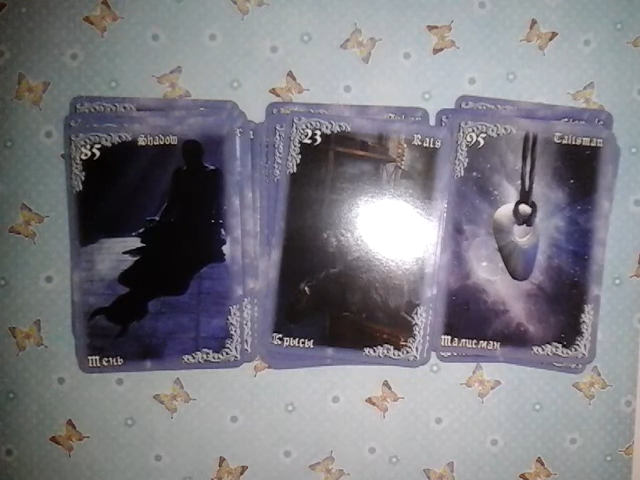 85 Shadow
Тень
23 Rats
Крысы
95 Talisman
Талисман